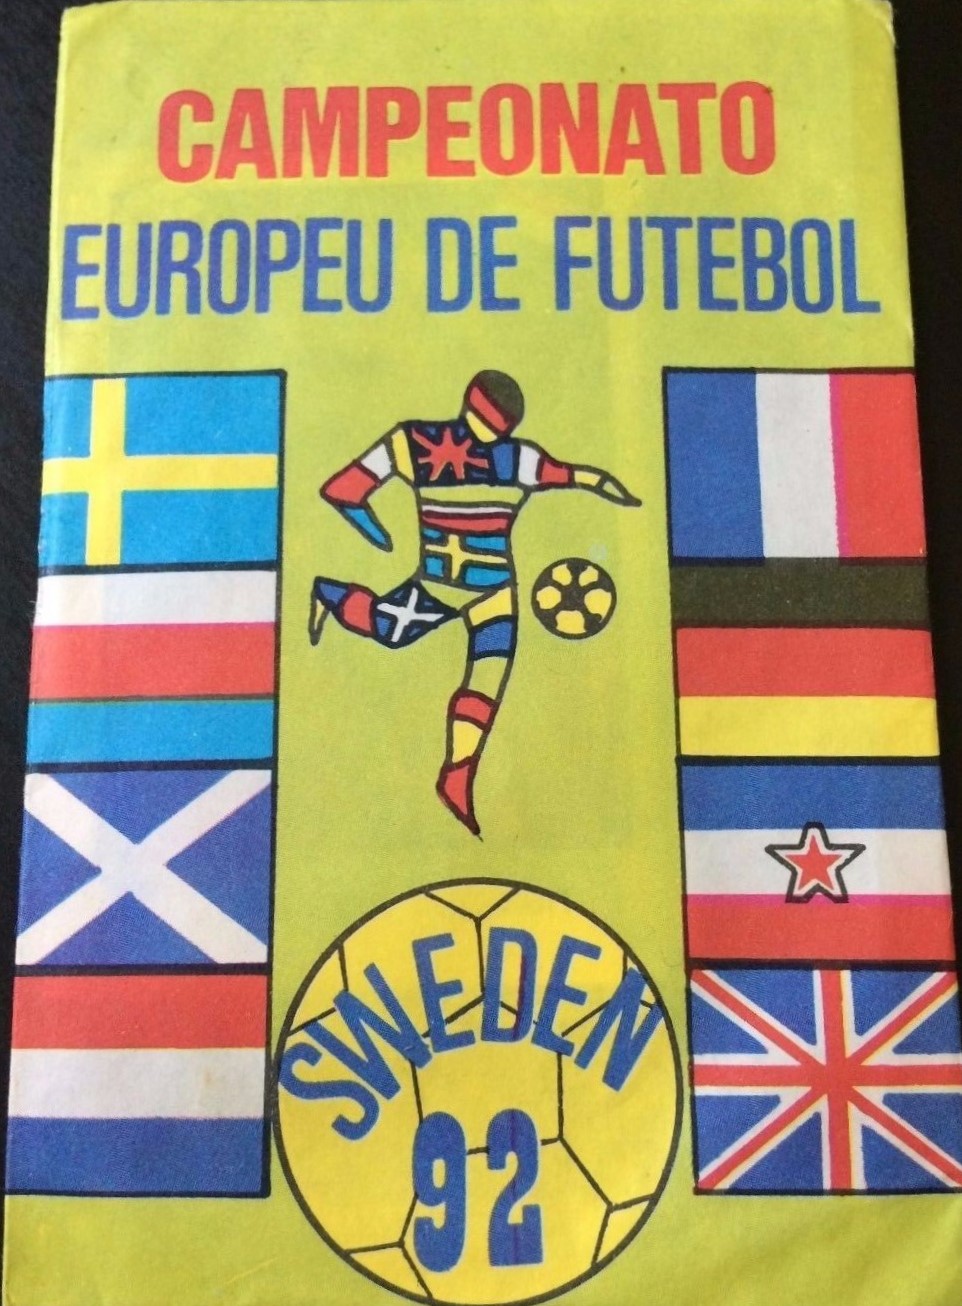 CAMPEONATO
EUROPEU DE FUTEBOL
SWEDEN
92